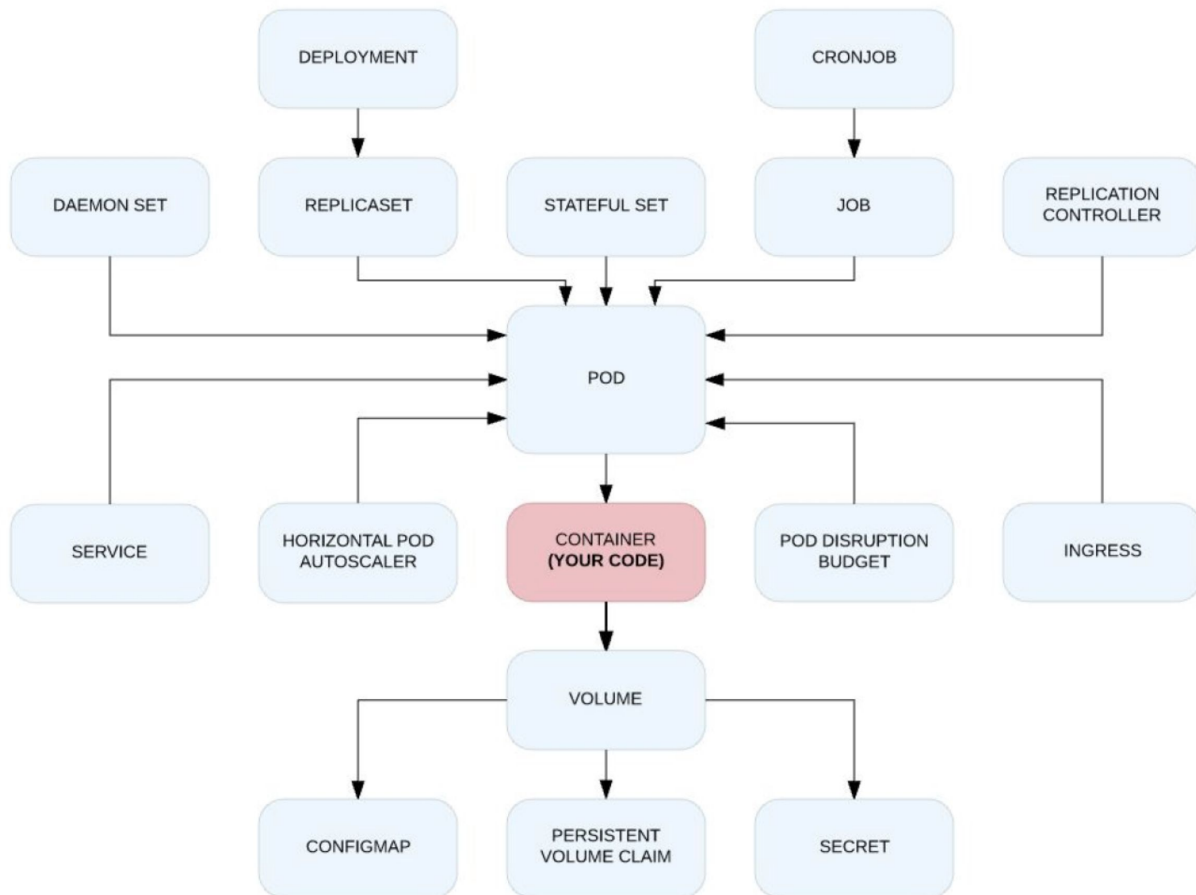 DEPLOYMENT
CRONJOB
DAEMON SET
REPLICASET
STATEFUL SET
JOB
REPLICATION
CONTROLLER
POD
SERVICE
HORIZONTAL POD
AUTOSCALER
CONTAINER
(YOUR CODE)
POD DISRUPTION
BUDGET
INGRESS
VOLUME
CONFIGMAP
PERSISTENT
VOLUME CLAIM
SECRET